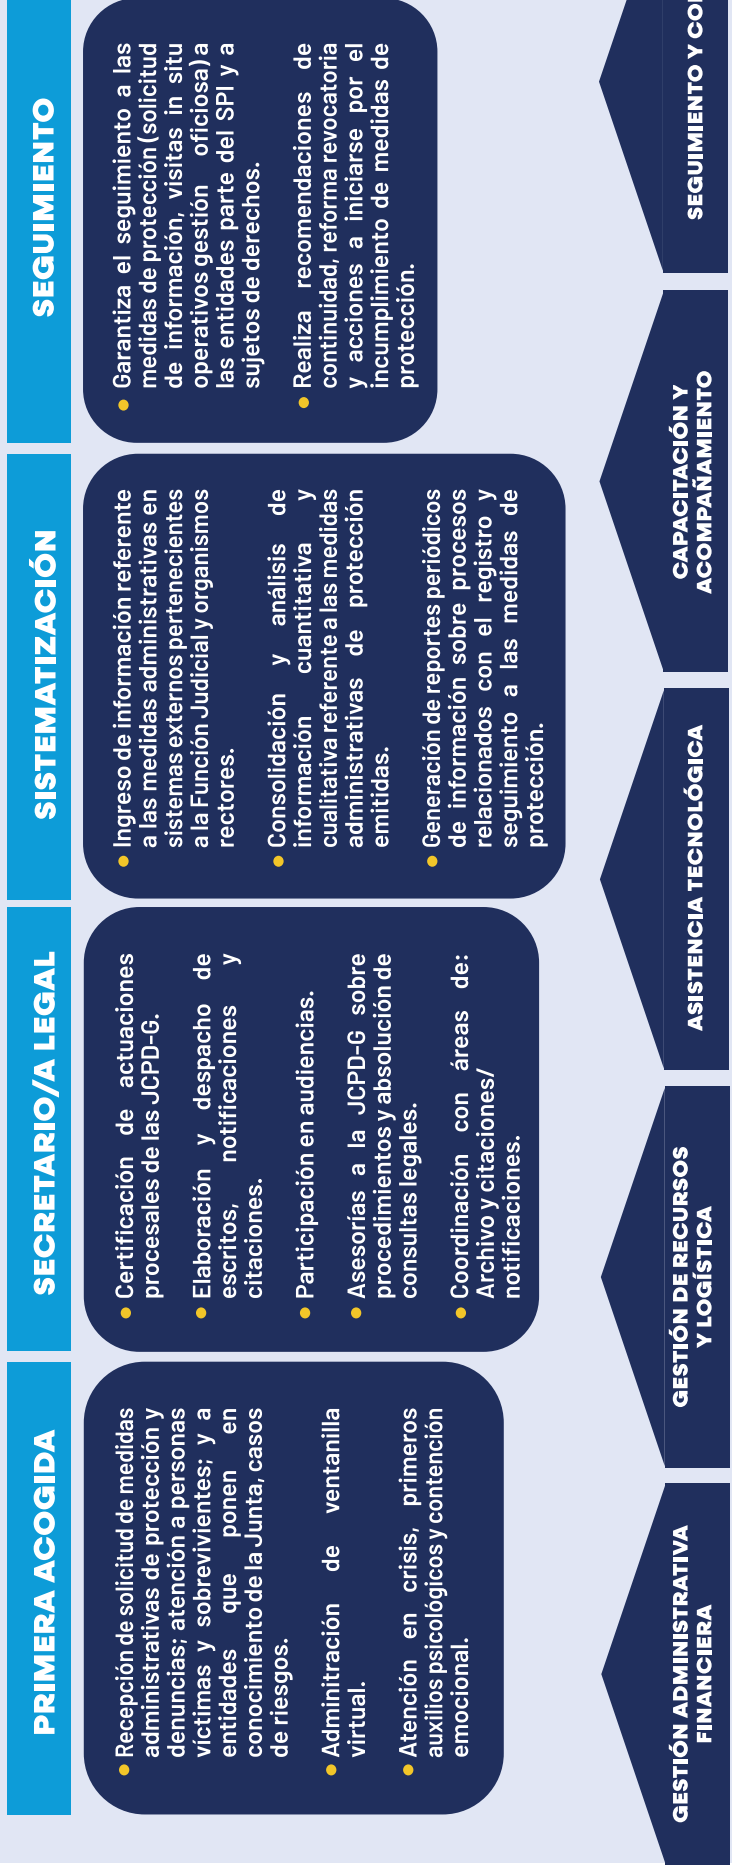 PRIMERA ACOGIDA
Recepción de solicitud de medidas
administrativas de protección y
denuncias; atención a personas
víctimas y sobrevivientes; y a
entidades que ponen en
conocimiento de la Junta, casos
de riesgos.
Adminitración de ventanilla
virtual.
Atención en crisis, primeros
auxilios psicológicos y contención
emocional.
SECRETARIO/A LEGAL
Certificación de actuaciones
procesales de las JCPD-G.
Elaboración y despacho de
escritos, notificaciones y
citaciones.
Participación en audiencias.
Asesorías a la JCPD-G sobre
procedimientos y absolución de
consultas legales.
Coordinación con áreas de:
Archivo y citaciones/
notificaciones.
SISTEMATIZACIÓN
Ingreso de información referente
a las medidas administrativas en
sistemas externos pertenecientes
a la Función Judicial y organismos
rectores.
Consolidación y análisis de
información cuantitativa y
cualitativa referente a las medidas
administrativas de protección
emitidas.
Generación de reportes periódicos
de información sobre procesos
relacionados con el registro y
seguimiento a las medidas de
protección.
SEGUIMIENTO
Garantiza el seguimiento a las
medidas de protección (solicitud
de información, visitas in situ
operativos gestión oficiosa) a
las entidades parte del SPI y a
sujetos de derechos.
Realiza recomendaciones de
continuidad, reforma revocatoria
y acciones a iniciarse por el
incumplimiento de medidas de
protección.
GESTIÓN ADMINISTRATIVA
FINANCIERA
GESTIÓN DE RECURSOS
Y LOGÍSTICA
ASISTENCIA TECNOLÓGICA
CAPACITACIÓN Y
ACOMPAÑAMIENTO
SEGUIMIENTO Y